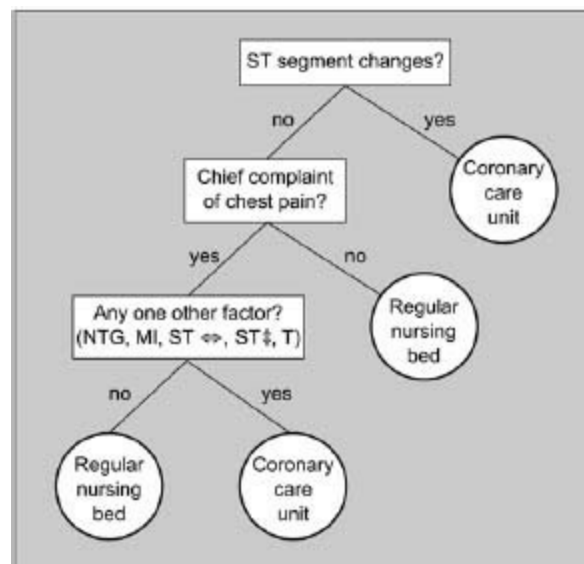 ST segment changes?
no
yes
Chief complaint
of chest pain?
Coronary
care
unit
yes
no
Any one other factor?
(NTG, MI, ST ⇔, ST‡, T)
Regular
nursing
bed
no
yes
Regular
nursing
bed
Coronary
care
unit